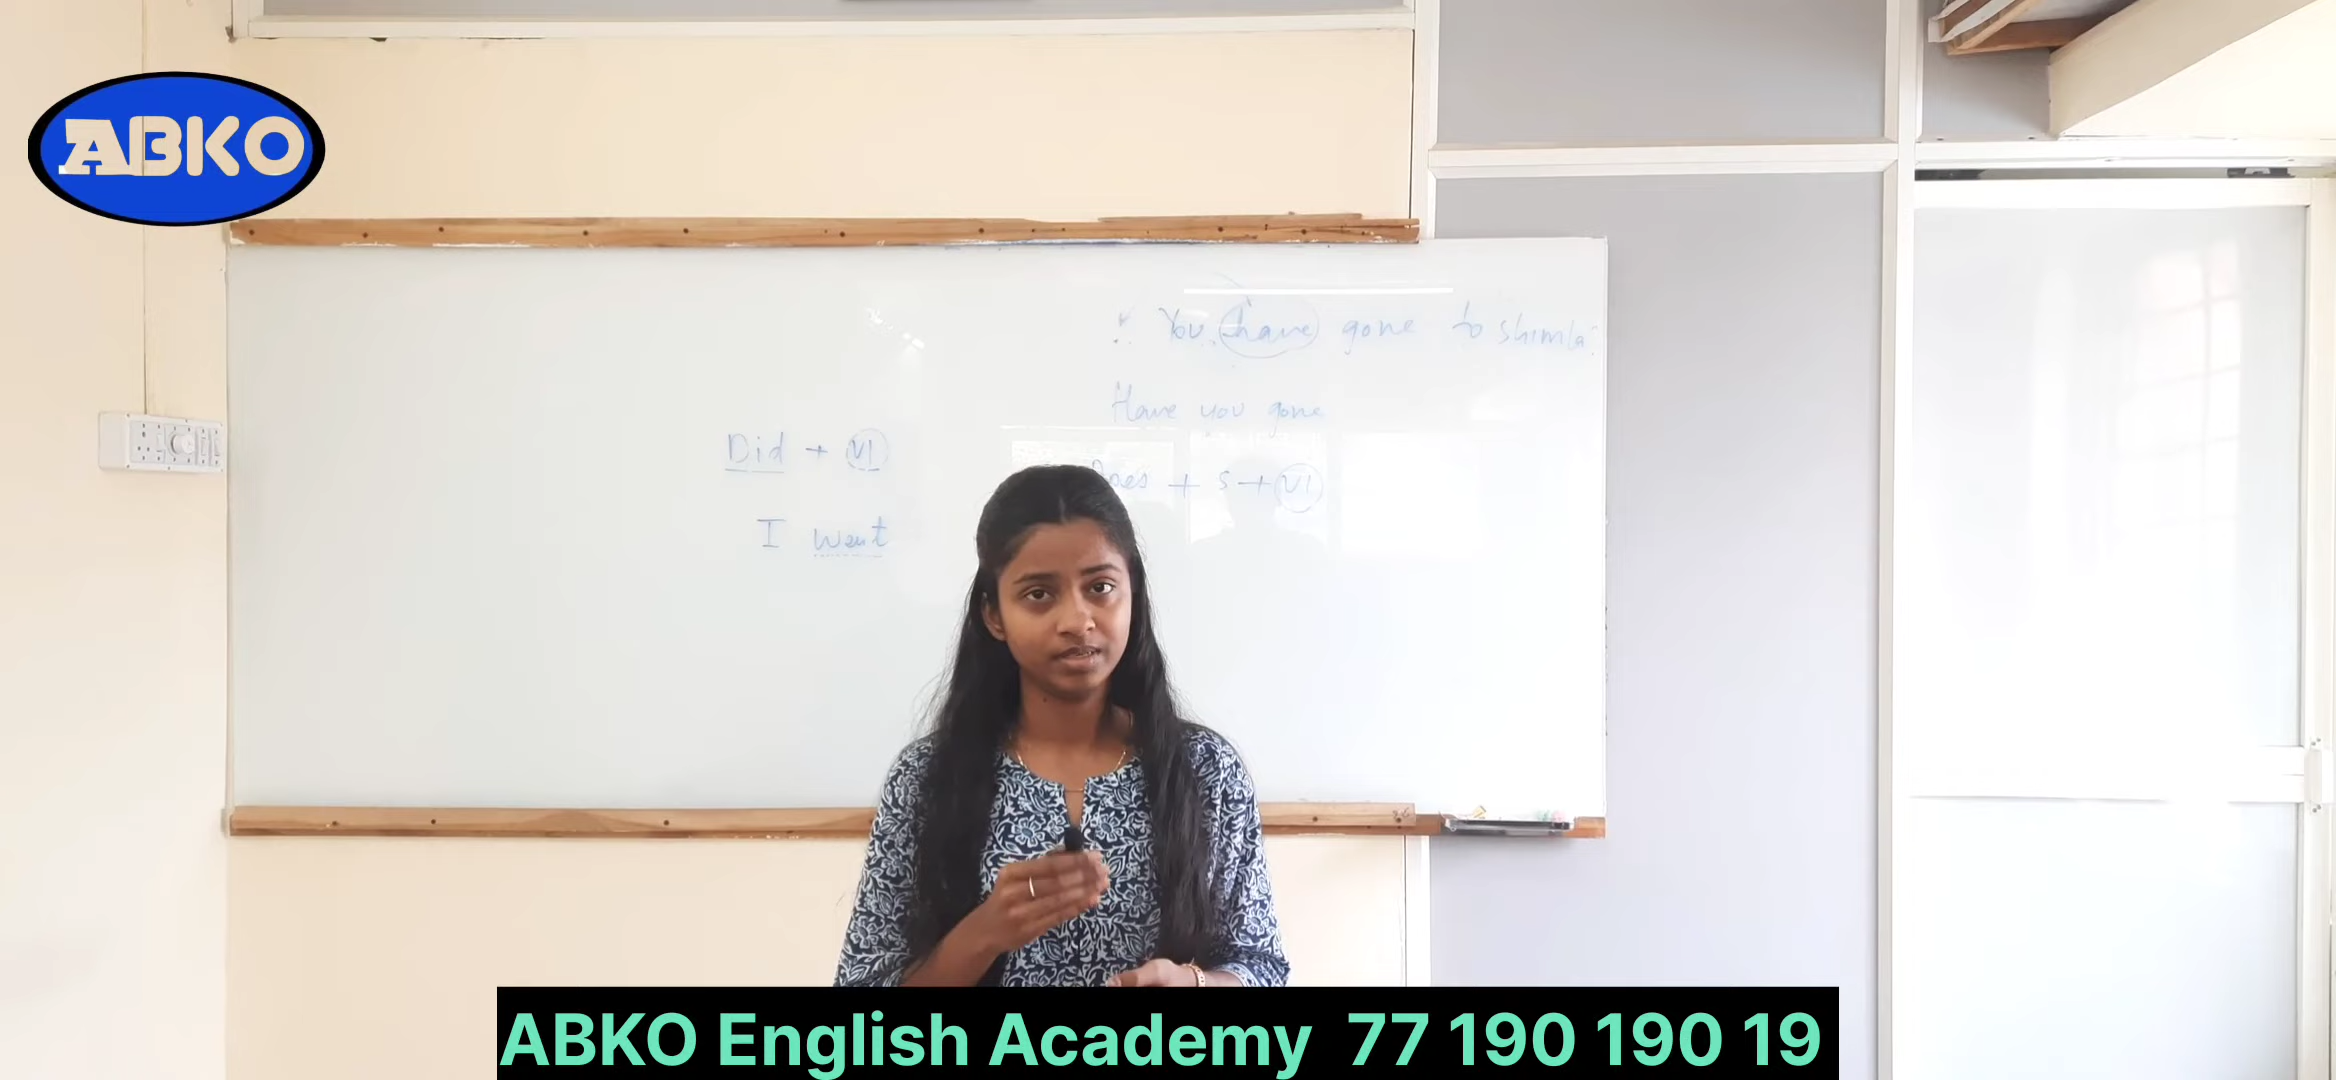 ABKO
You have gone to shimla?
Have you gone
Did + V1
Does + S + V1
I went
ABKO English Academy 77 190 190 19